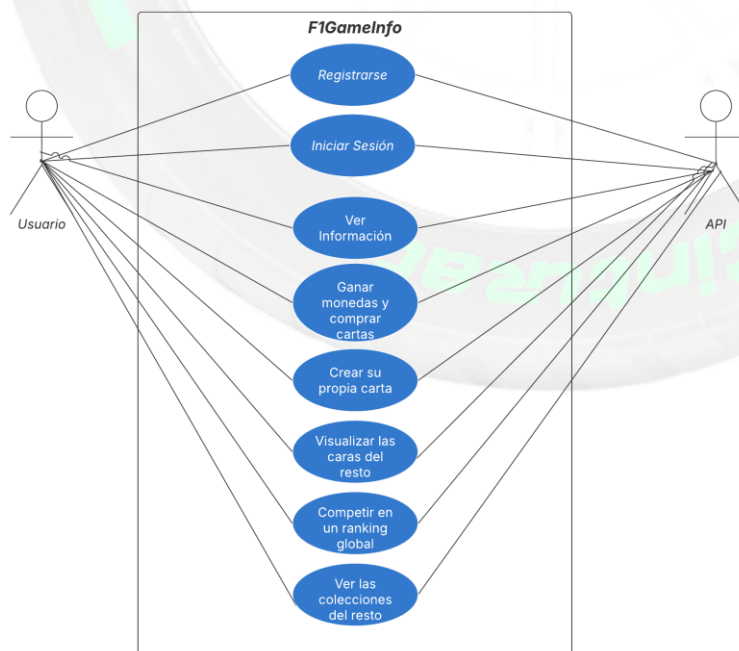 F1GameInfo
Registrarse
Iniciar Sesión
Usuario
API
Ver
Información
Ganar
monedas y
comprar
cartas
Crear su
propia carta
Visualizar las
caras del
resto
Competir en
un ranking
global
Ver las
colecciones
del resto